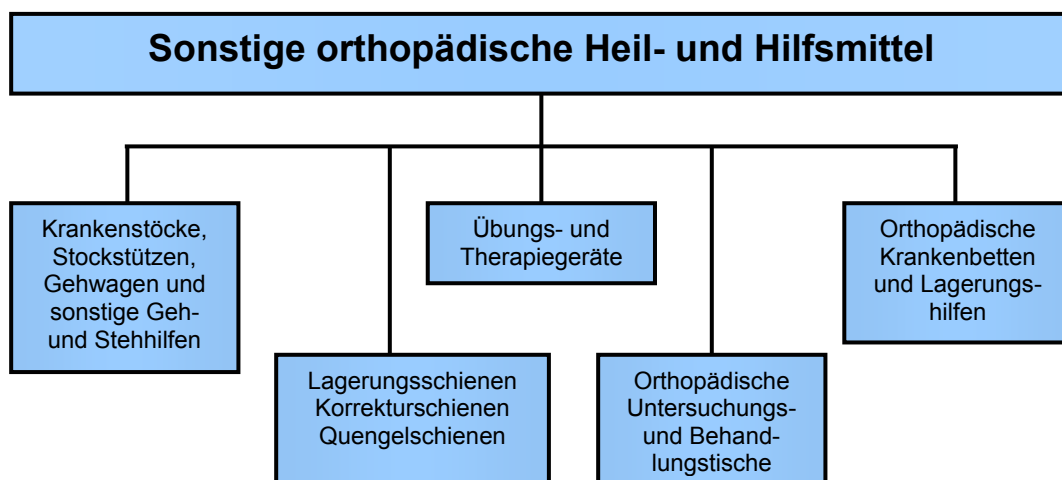 Sonstige orthopädische Heil- und Hilfsmittel
Krankenstöcke,
Stockstützen,
Gehwagen und
sonstige Geh-
und Stehhilfen
Lagerungsschienen
Korrekturschienen
Quengelschienen
Übungs- und
Therapiegeräte
Orthopädische
Untersuchungs-
und Behand-
lungstische
Orthopädische
Krankenbetten
und Lagerungs-
hilfen